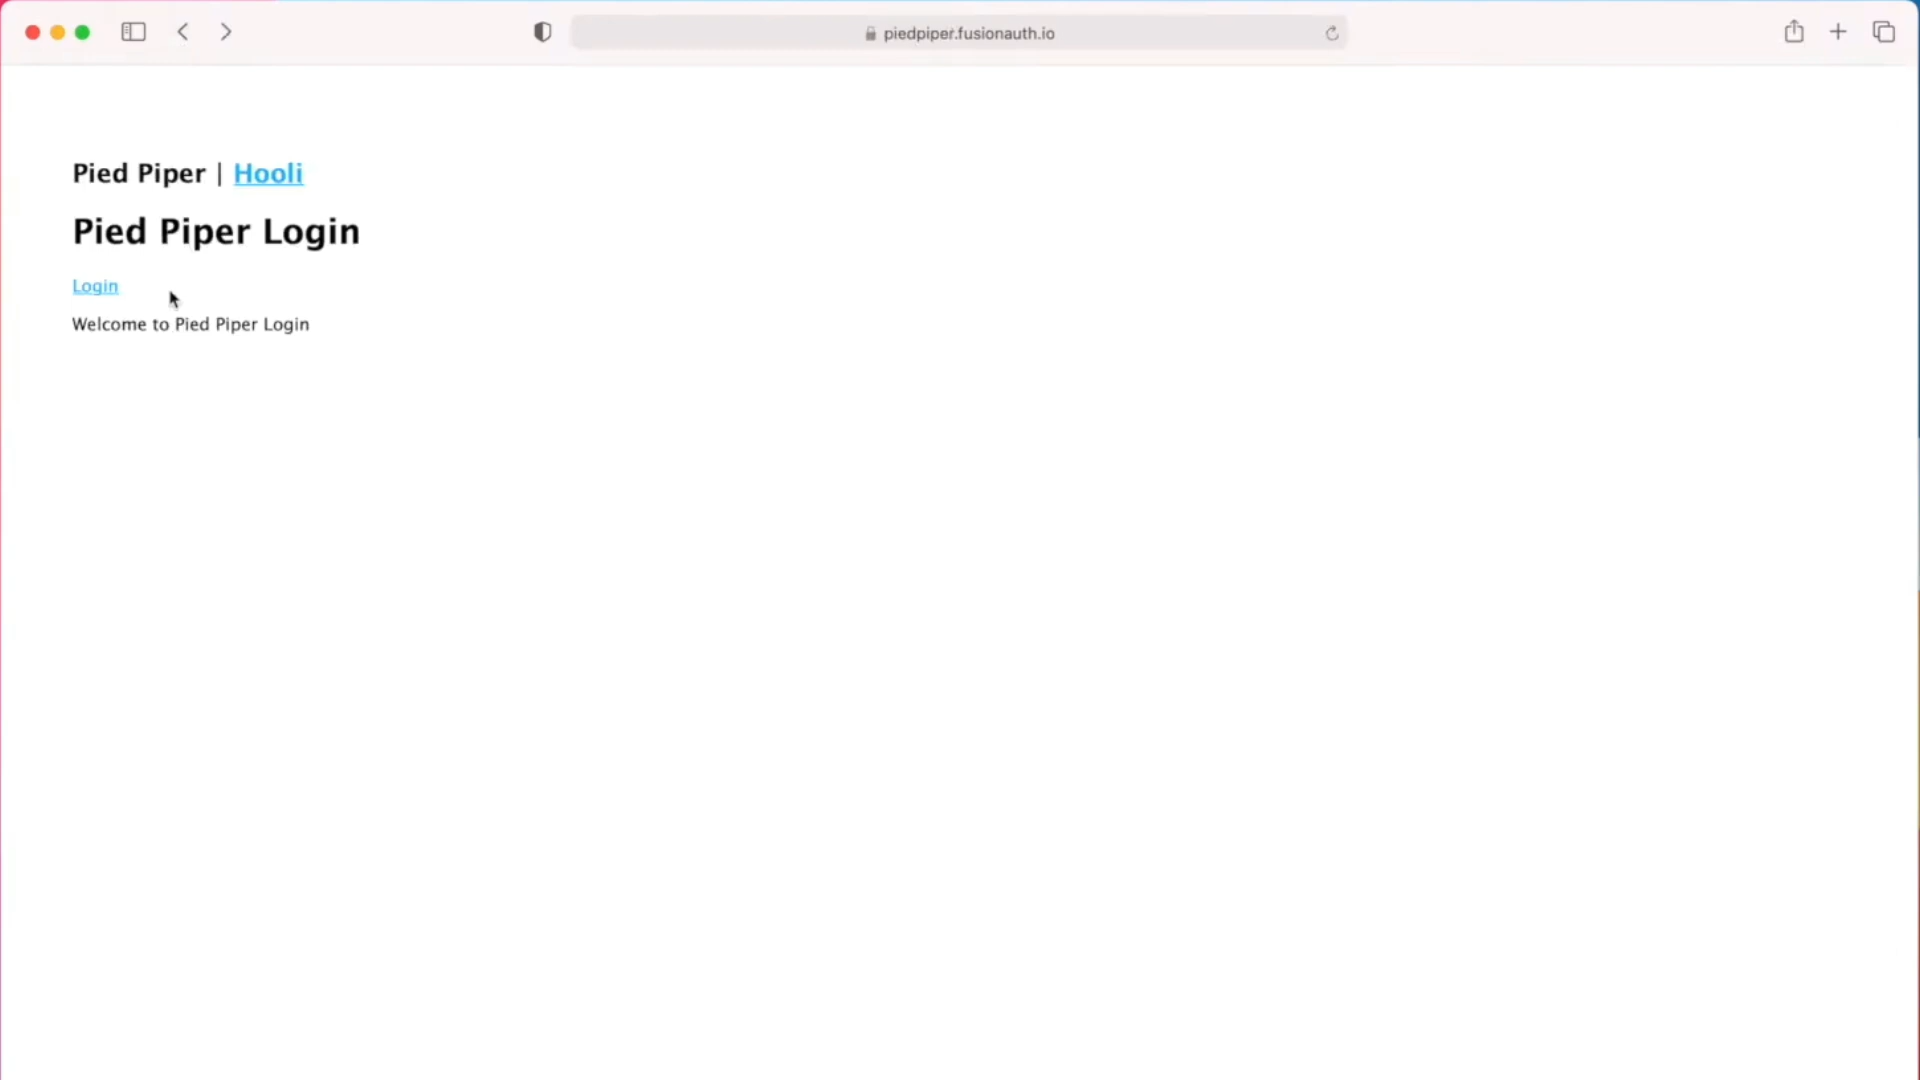 piedpiper.fusionauth.io
Pied Piper | Hooli
Pied Piper Login
Login
Welcome to Pied Piper Login